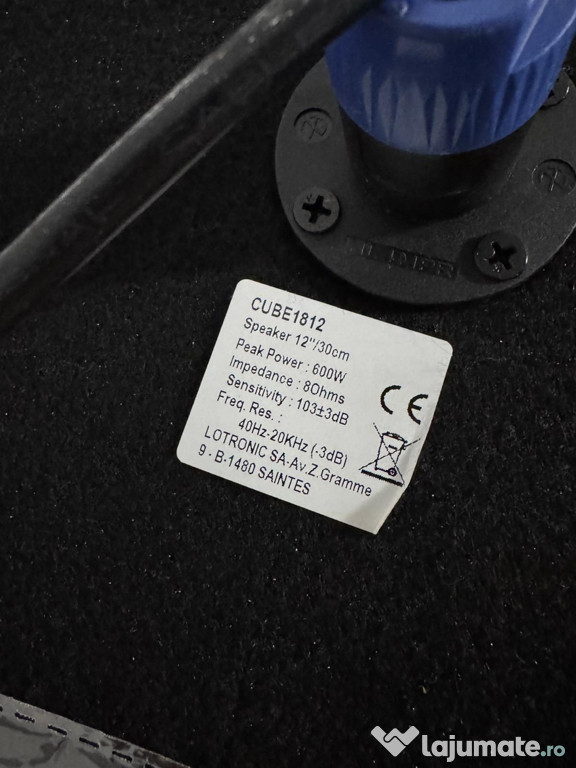 CUBE1812
Speaker 12"/30cm
Peak Power : 600W
Impedance : 8Ohms
Sensitivity : 103±3dB
Freq. Res. :
40Hz-20KHz (-3dB)
LOTRONIC SA-Av.Z.Gramme
9 - B-1480 SAINTES
CE
lajumate.ro